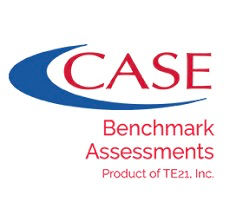 CASE
Benchmark
Assessments
Product of TE21, Inc.